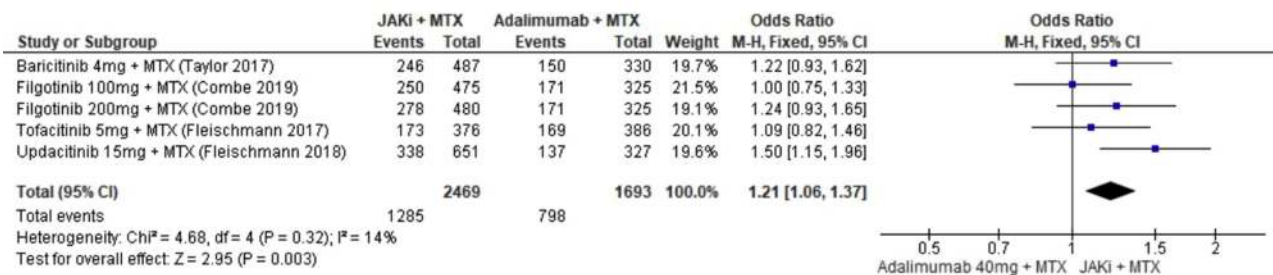 JAKi + MTX Adalimumab + MTX Odds Ratio Odds Ratio
Study or Subgroup Events Total Events Total Weight M-H, Fixed, 95% CI M-H, Fixed, 95% CI
Baricitinib 4mg + MTX (Taylor 2017) 246 487 150 330 19.7% 1.22 [0.93, 1.62]
Filgotinib 100mg + MTX (Combe 2019) 250 475 171 325 21.5% 1.00 [0.75, 1.33]
Filgotinib 200mg + MTX (Combe 2019) 278 480 171 325 19.1% 1.24 [0.93, 1.65]
Tofacitinib 5mg + MTX (Fleischmann 2017) 173 376 169 386 20.1% 1.09 [0.82, 1.46]
Updacitinib 15mg + MTX (Fleischmann 2018) 338 651 137 327 19.6% 1.50 [1.15, 1.96]
Total (95% CI) 2469 1693 100.0% 1.21 [1.06, 1.37]
Total events 1285 798
Heterogeneity: Chi² = 4.68, df = 4 (P = 0.32); I² = 14%
Test for overall effect: Z = 2.95 (P = 0.003)
0.5 0.7 1 1.5 2
Adalimumab 40mg + MTX JAKi + MTX